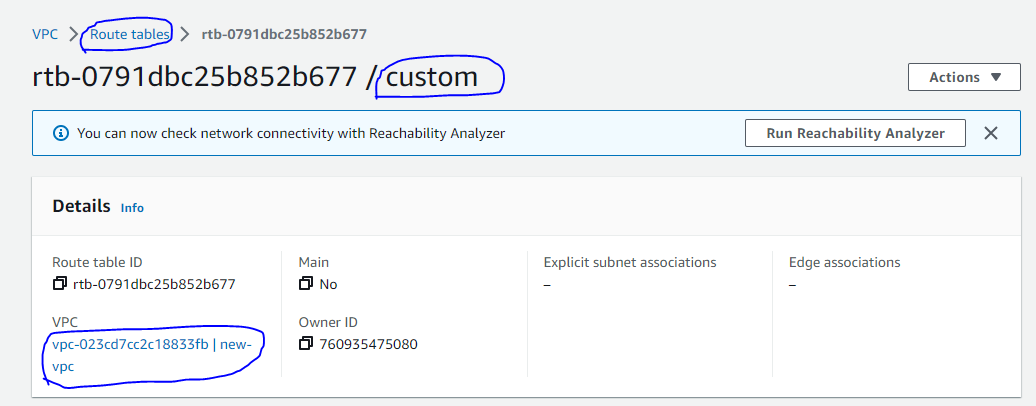 VPC > Route tables > rtb-0791dbc25b852b677
rtb-0791dbc25b852b677 / custom
Actions
You can now check network connectivity with Reachability Analyzer
Run Reachability Analyzer
Details Info
Route table ID
rtb-0791dbc25b852b677
Main
No
Explicit subnet associations
–
Edge associations
–
VPC
vpc-023cd7cc2c18833fb | new-
vpc
Owner ID
760935475080